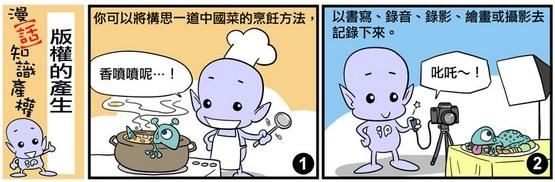 漫【話】知識產權
版權的產生
你可以將構思一道中國菜的烹飪方法，
香噴噴呢…！
1
以書寫、錄音、錄影、繪畫或攝影去
記錄下來。
叱吒～！
2